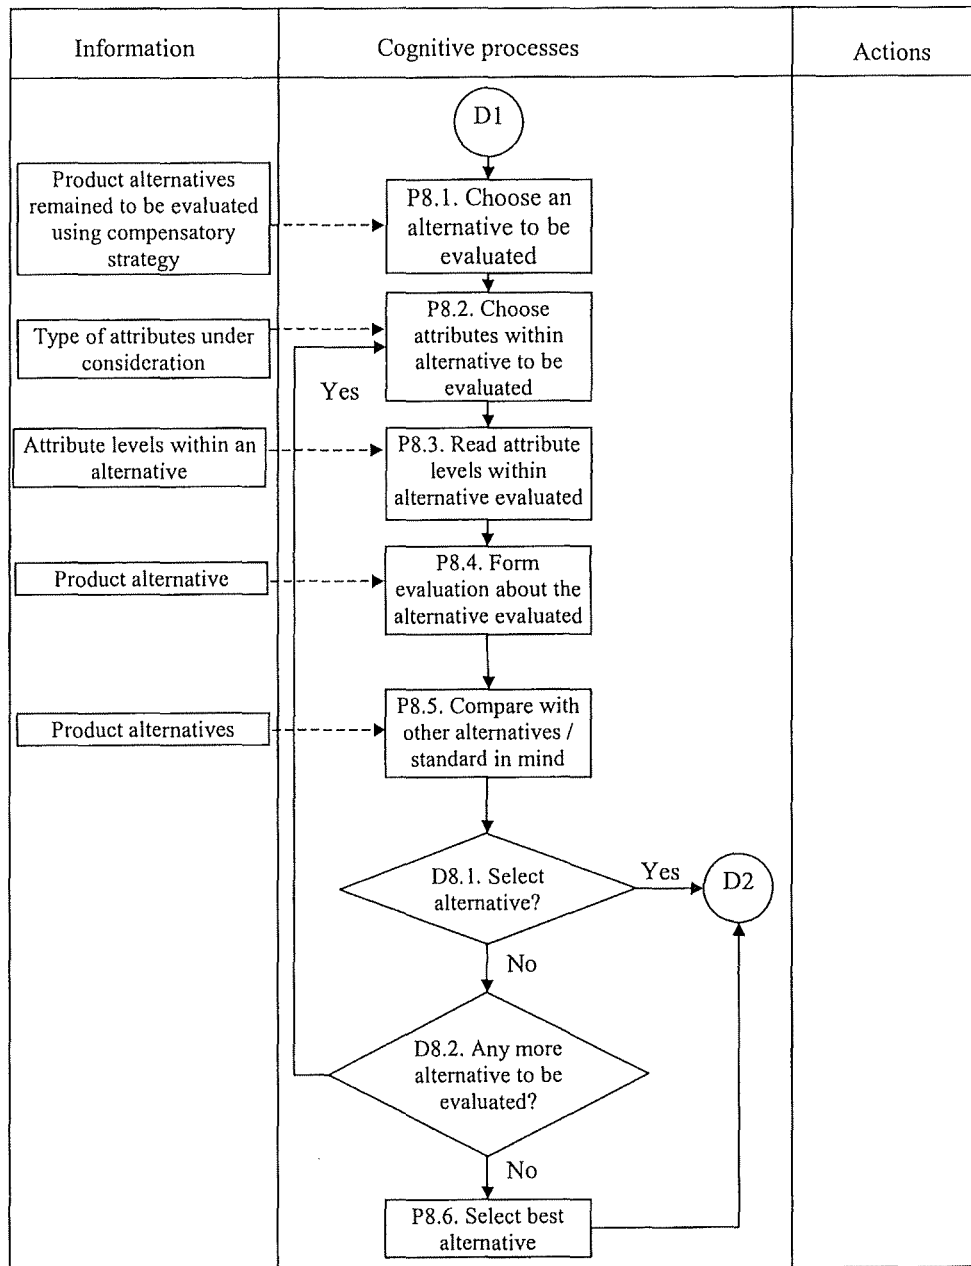 Information
Cognitive processes
Actions
D1
Product alternatives
remained to be evaluated
using compensatory
strategy
P8.1. Choose an
alternative to be
evaluated
Type of attributes under
consideration
P8.2. Choose
attributes within
alternative to be
evaluated
Yes
Attribute levels within an
alternative
P8.3. Read attribute
levels within
alternative evaluated
Product alternative
P8.4. Form
evaluation about the
alternative evaluated
Product alternatives
P8.5. Compare with
other alternatives /
standard in mind
D8.1. Select
alternative?
Yes
D2
No
D8.2. Any more
alternative to be
evaluated?
No
P8.6. Select best
alternative